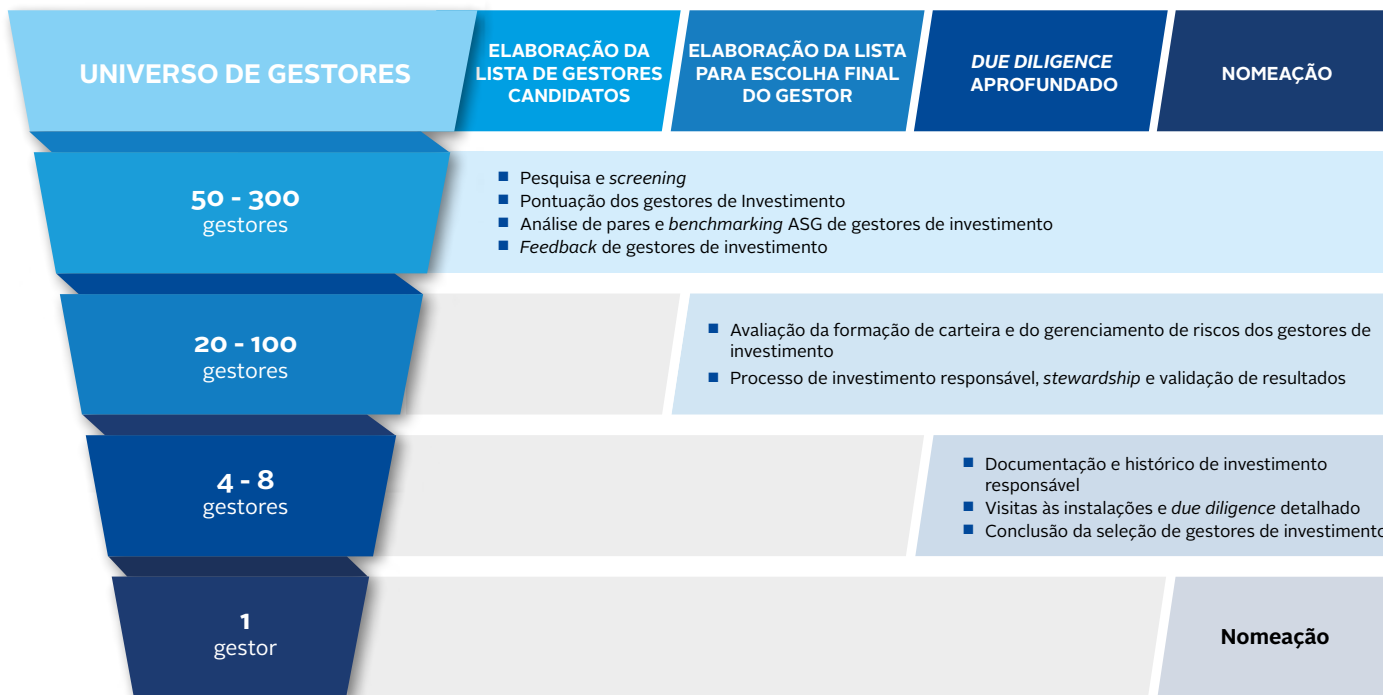 UNIVERSO DE GESTORES
ELABORAÇÃO DA
LISTA DE GESTORES
CANDIDATOS
ELABORAÇÃO DA LISTA
PARA ESCOLHA FINAL
DO GESTOR
DUE DILIGENCE
APROFUNDADO
NOMEAÇÃO
50 - 300
gestores
■ Pesquisa e screening
■ Pontuação dos gestores de Investimento
■ Análise de pares e benchmarking ASG de gestores de investimento
■ Feedback de gestores de investimento
20 - 100
gestores
■ Avaliação da formação de carteira e do gerenciamento de riscos dos gestores de
investimento
■ Processo de investimento responsável, stewardship e validação de resultados
4 - 8
gestores
■ Documentação e histórico de investimento
responsável
■ Visitas às instalações e due diligence detalhado
■ Conclusão da seleção de gestores de investimento
1
gestor
Nomeação